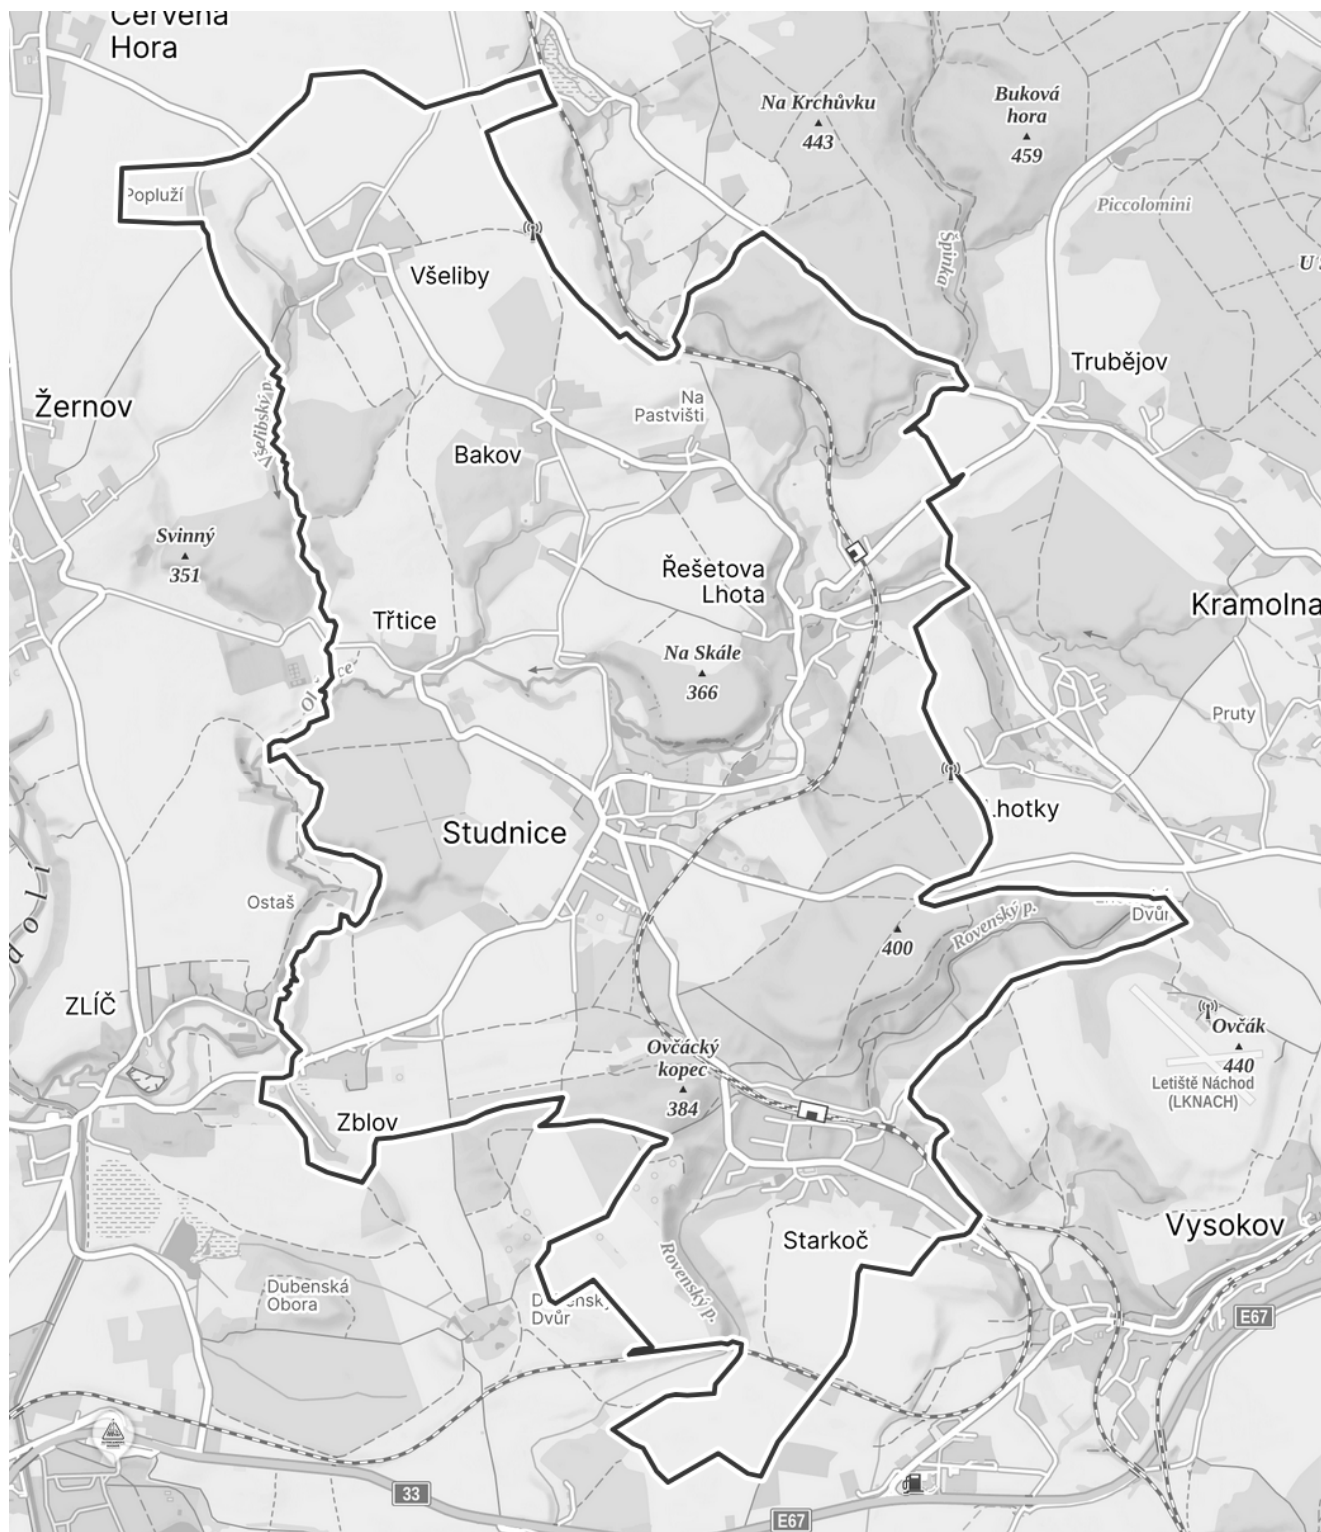 Červená
Hora
Na Krchůvku
443
Buková
hora
459
Piccolomini
Popluží
Špinka
U
Všeliby
Trubějov
Žernov
Na
Pastvišti
Všelibský p.
Bakov
Svinný
351
Řešetova
Lhota
Kramolna
Třtice
Na Skále
366
Pruty
Lhotky
Studnice
Ostaš
Dvůr
Rovenský p.
400
ZLÍČ
Ovčák
440
Ovčácký
kopec
384
Letiště Náchod
(LKNACH)
Zblov
Vysokov
Starkoč
Rovenský p.
Dubenská
Obora
Dubenský
Dvůr
E67
33
E67